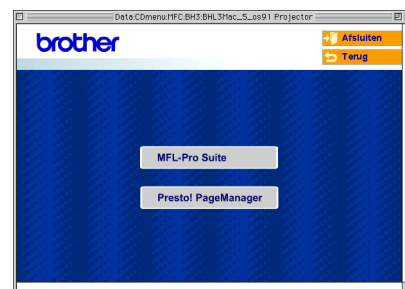 Data:CDmenu:MFC:BH3:BHL3Mac_5_os91 Projector
brother
Afsluiten
Terug
MFL-Pro Suite
Presto! PageManager